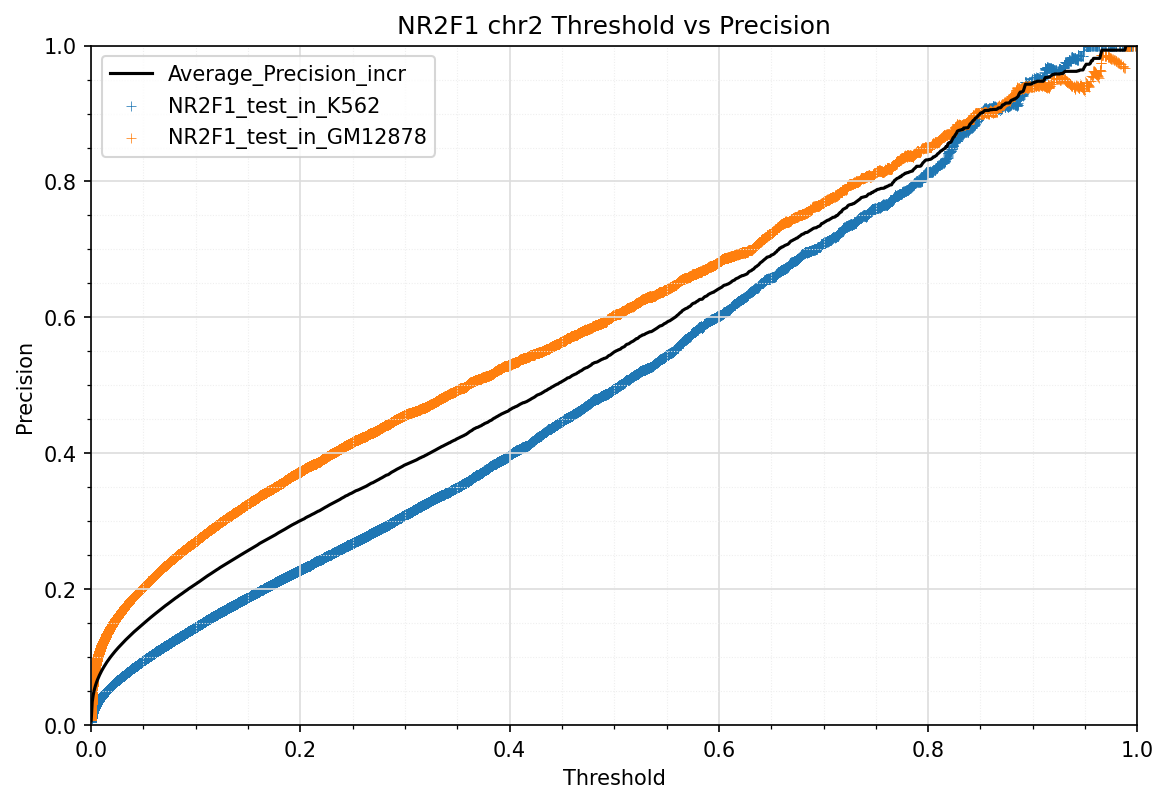 NR2F1 chr2 Threshold vs Precision
Average_Precision_incr
NR2F1_test_in_K562
NR2F1_test_in_GM12878
Precision
1.0
0.8
0.6
0.4
0.2
0.0
0.0 0.2 0.4 0.6 0.8 1.0
Threshold